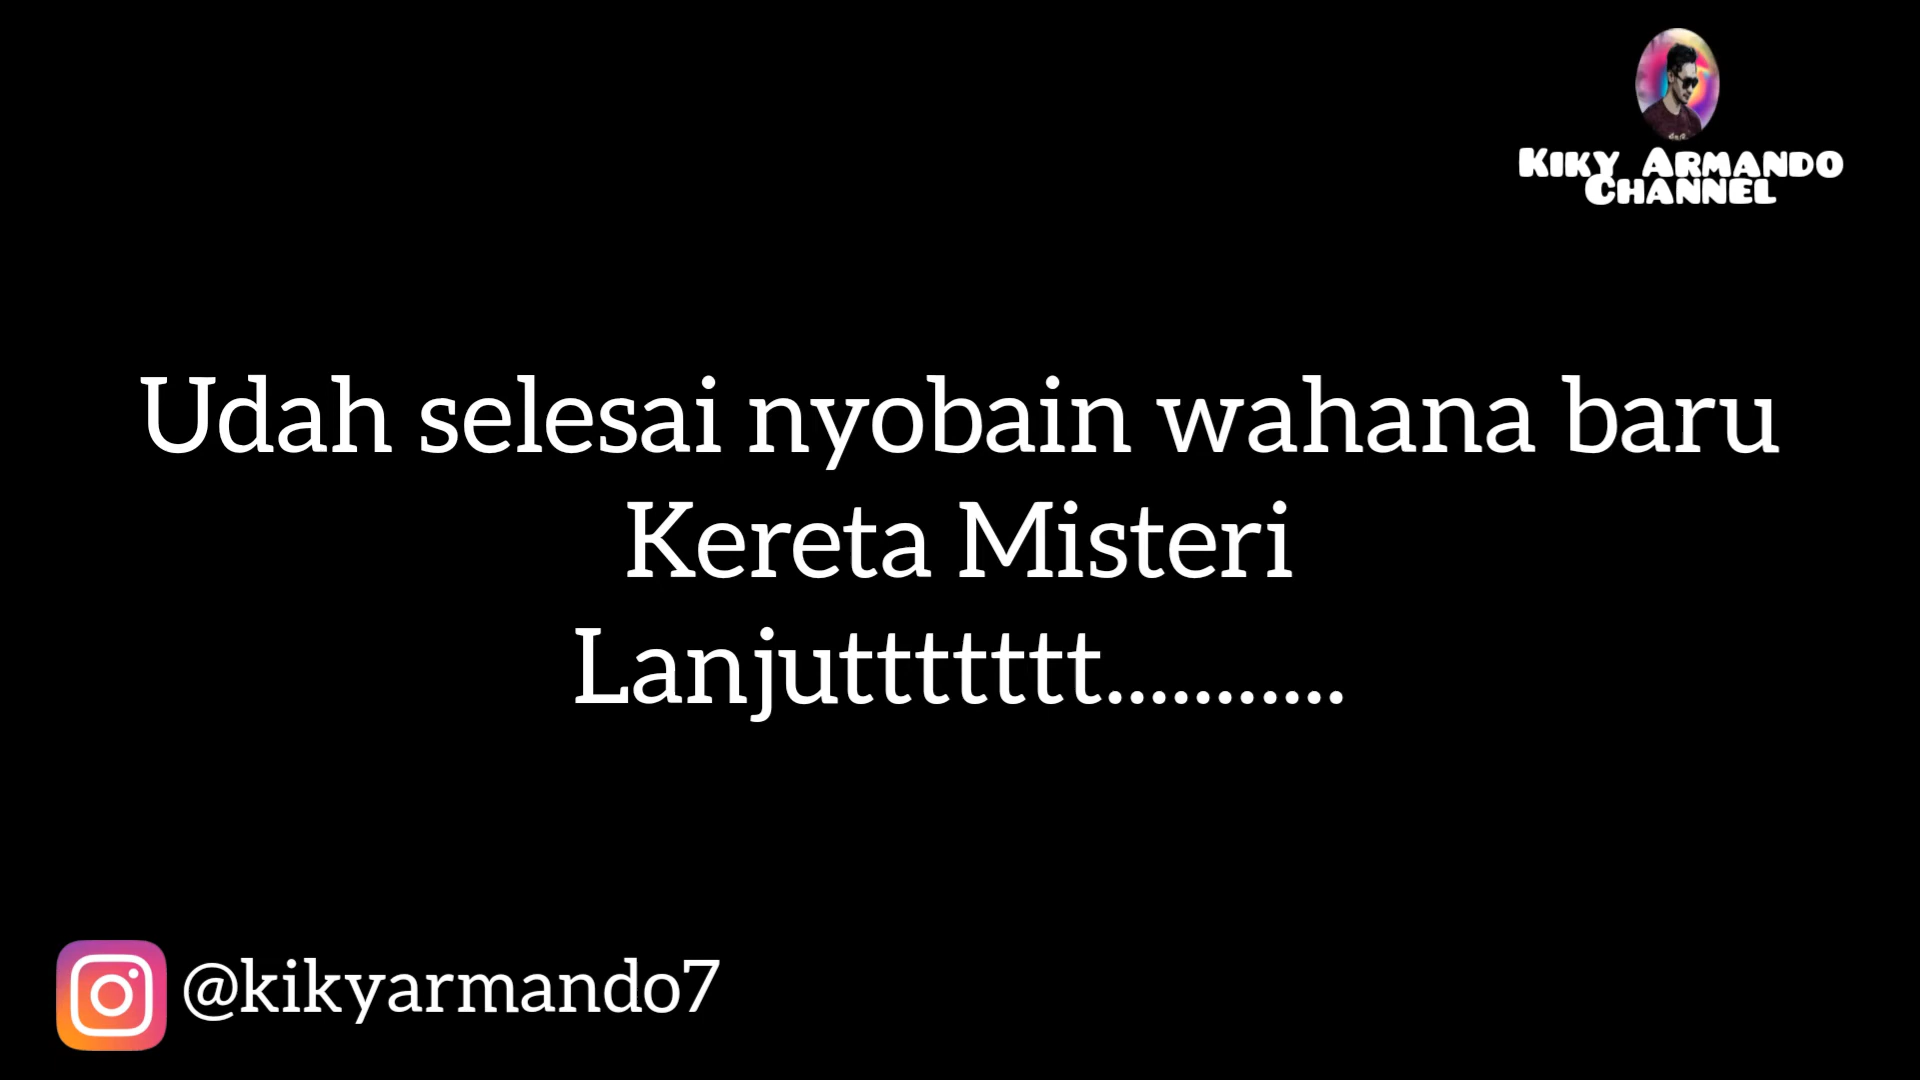 KIKY ARMANDO
CHANNEL
Udah selesai nyobain wahana baru
Kereta Misteri
Lanjutttttttt...........
@kikyarmando7